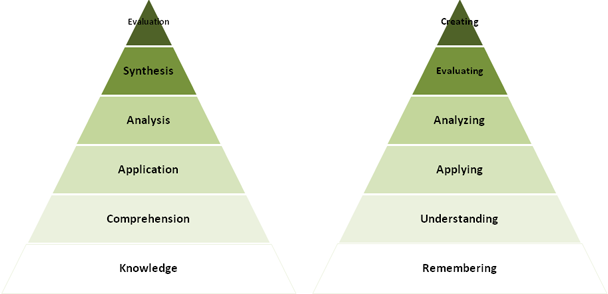 Evaluation
Synthesis
Analysis
Application
Comprehension
Knowledge
Creating
Evaluating
Analyzing
Applying
Understanding
Remembering